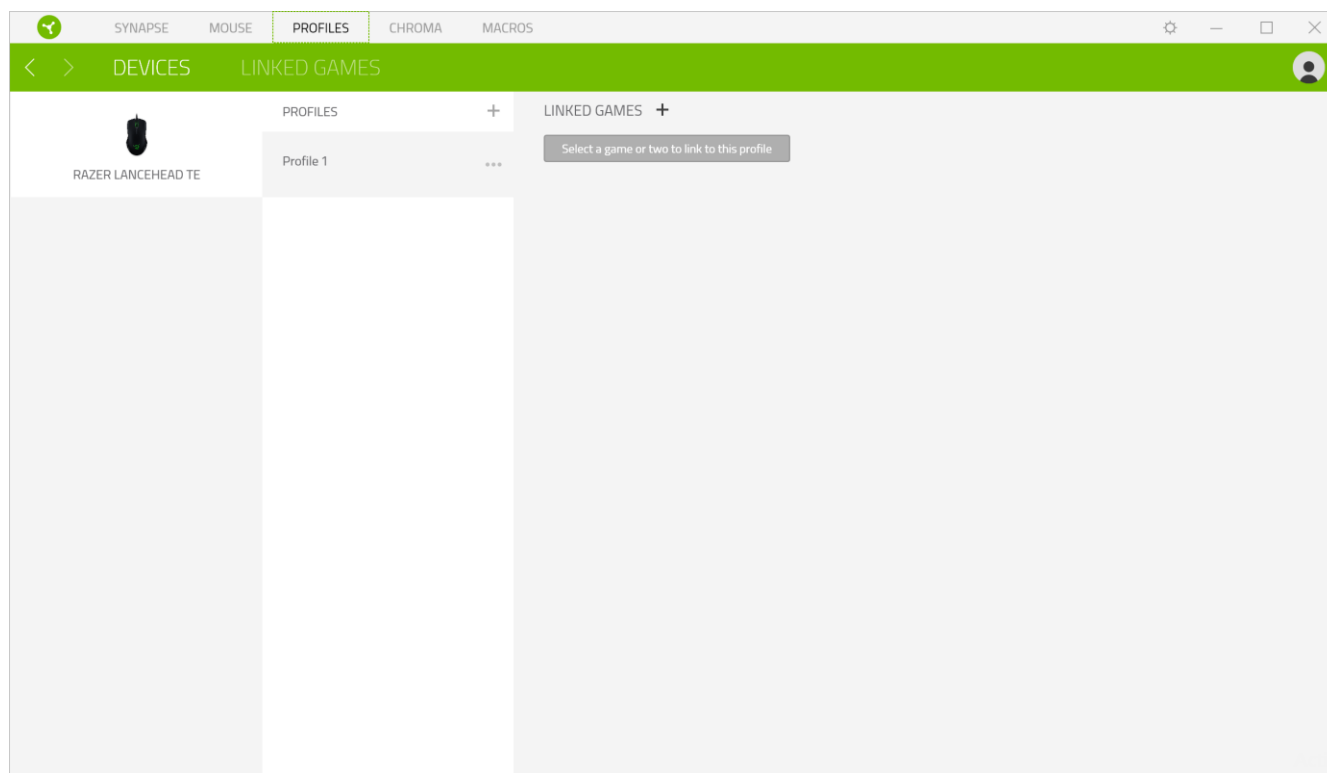 SYNAPSE MOUSE PROFILES CHROMA MACROS
DEVICES LINKED GAMES
PROFILES + LINKED GAMES +
Select a game or two to link to this profile
Profile 1 ...
RAZER LANCEHEAD TE